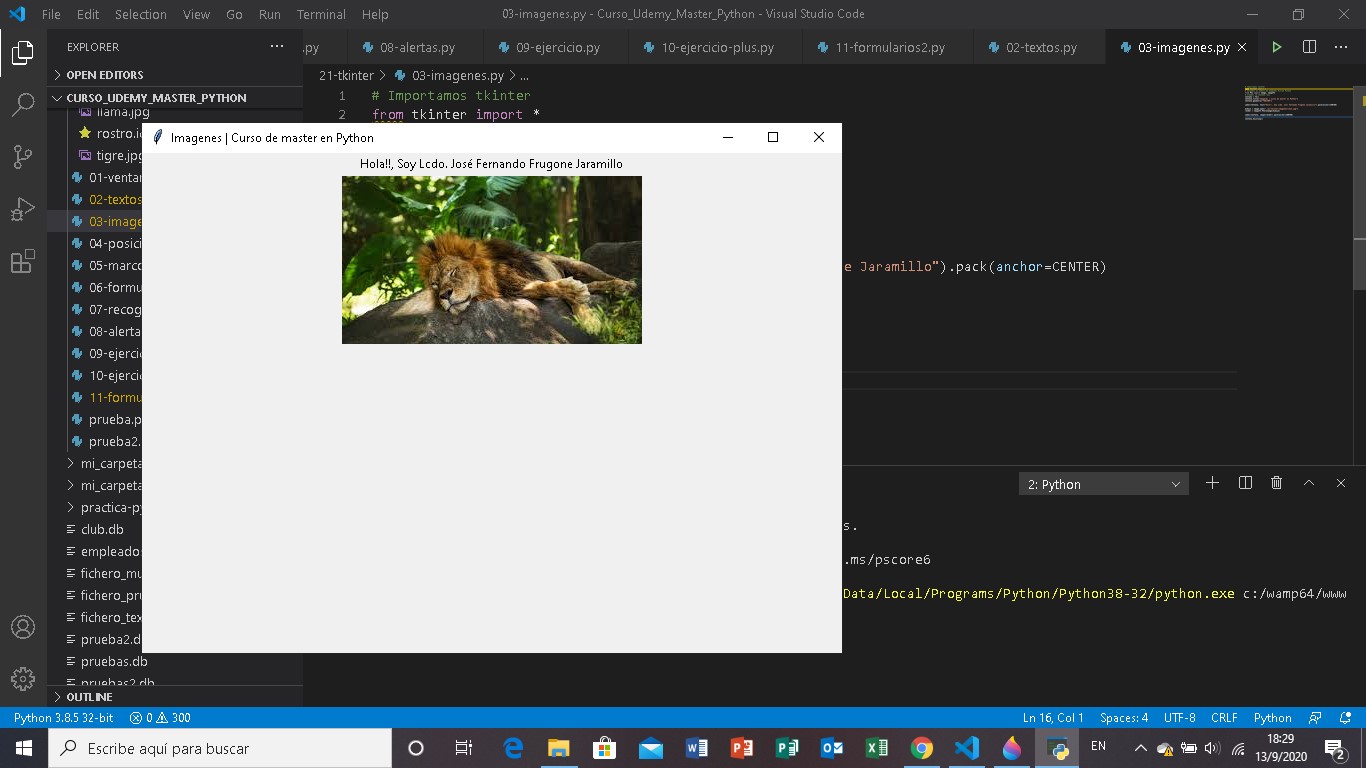 File Edit Selection View Go Run Terminal Help
03-imagenes.py - Curso_Udemy_Master_Python - Visual Studio Code
EXPLORER
.py
08-alertas.py
09-ejercicio.py
10-ejercicio-plus.py
11-formularios2.py
02-textos.py
03-imagenes.py
OPEN EDITORS
21-tkinter > 03-imagenes.py > ...
CURSO_UDEMY_MASTER_PYTHON
1 # Importamos tkinter
2 from tkinter import *
llama.jpg
rostro.ic
tigre.jpg
01-ventan
02-textos
03-image
04-posici
05-marco
06-formu
07-recog
08-alerta
09-ejerci
10-ejerci
11-formu
prueba.p
prueba2.
mi_carpeta
mi_carpeta
practica-py
club.db
empleado
fichero_mu
fichero_pru
fichero_tex
prueba2.d
pruebas.db
pruebas2.db
OUTLINE
Imagenes | Curso de master en Python
Hola!!, Soy Lcdo. José Fernando Frugone Jaramillo
e Jaramillo").pack(anchor=CENTER)
2: Python
s.
.ms/pscore6
Data/Local/Programs/Python/Python38-32/python.exe c:/wamp64/www
Python 3.8.5 32-bit 0 300
Ln 16, Col 1 Spaces: 4 UTF-8 CRLF Python
Escribe aquí para buscar
EN
18:29
13/9/2020
2